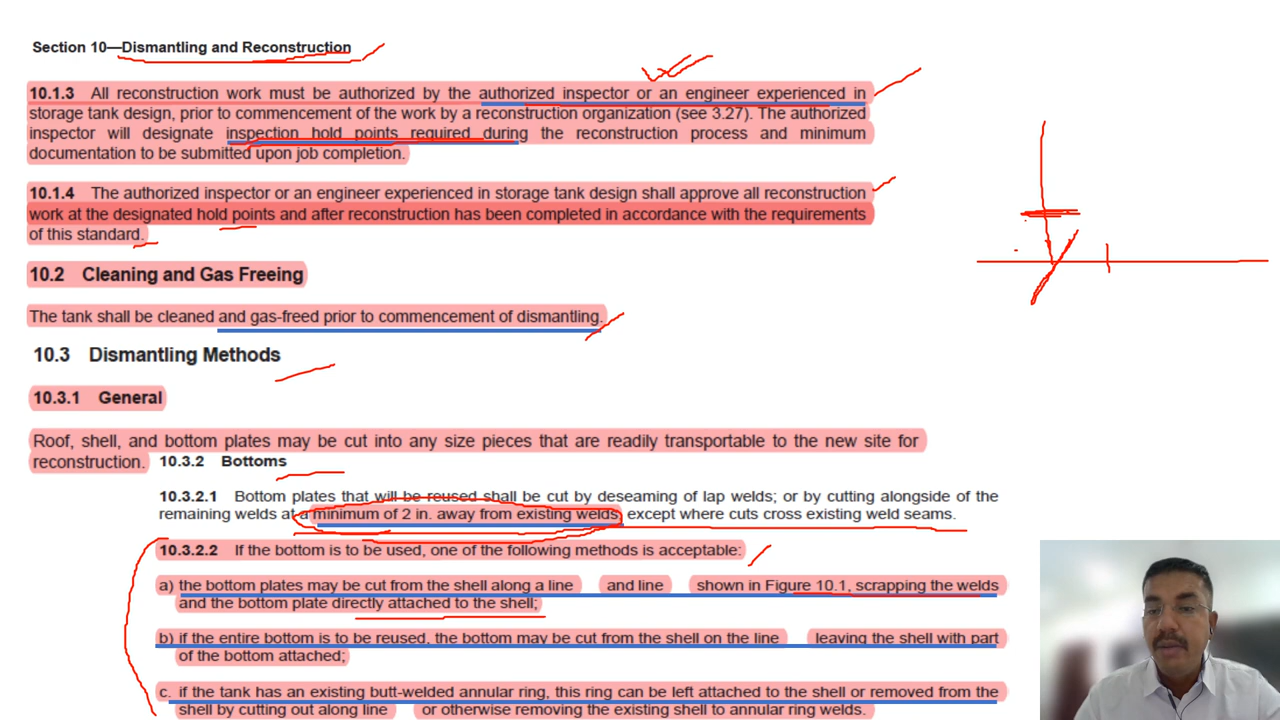 Section 10—Dismantling and Reconstruction
10.1.3 All reconstruction work must be authorized by the authorized inspector or an engineer experienced in
storage tank design, prior to commencement of the work by a reconstruction organization (see 3.27). The authorized
inspector will designate inspection hold points required during the reconstruction process and minimum
documentation to be submitted upon job completion.
10.1.4 The authorized inspector or an engineer experienced in storage tank design shall approve all reconstruction
work at the designated hold points and after reconstruction has been completed in accordance with the requirements
of this standard.
10.2 Cleaning and Gas Freeing
The tank shall be cleaned and gas-freed prior to commencement of dismantling.
10.3 Dismantling Methods
10.3.1 General
Roof, shell, and bottom plates may be cut into any size pieces that are readily transportable to the new site for
reconstruction.
10.3.2 Bottoms
10.3.2.1 Bottom plates that will be reused shall be cut by deseaming of lap welds; or by cutting alongside of the
remaining welds at a minimum of 2 in. away from existing welds, except where cuts cross existing weld seams.
10.3.2.2 If the bottom is to be used, one of the following methods is acceptable:
a) the bottom plates may be cut from the shell along a line and line shown in Figure 10.1, scrapping the welds
and the bottom plate directly attached to the shell;
b) if the entire bottom is to be reused, the bottom may be cut from the shell on the line leaving the shell with part
of the bottom attached;
c. if the tank has an existing butt-welded annular ring, this ring can be left attached to the shell or removed from the
shell by cutting out along line or otherwise removing the existing shell to annular ring welds.